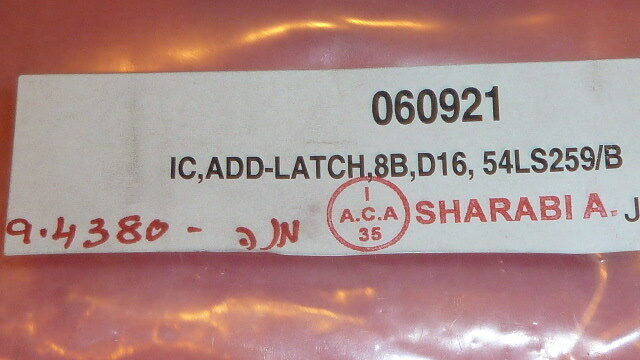 060921
IC,ADD-LATCH,8B,D16, 54LS259/B
I
A.C.A
35
SHARABI A. J
מנה - 9.4380